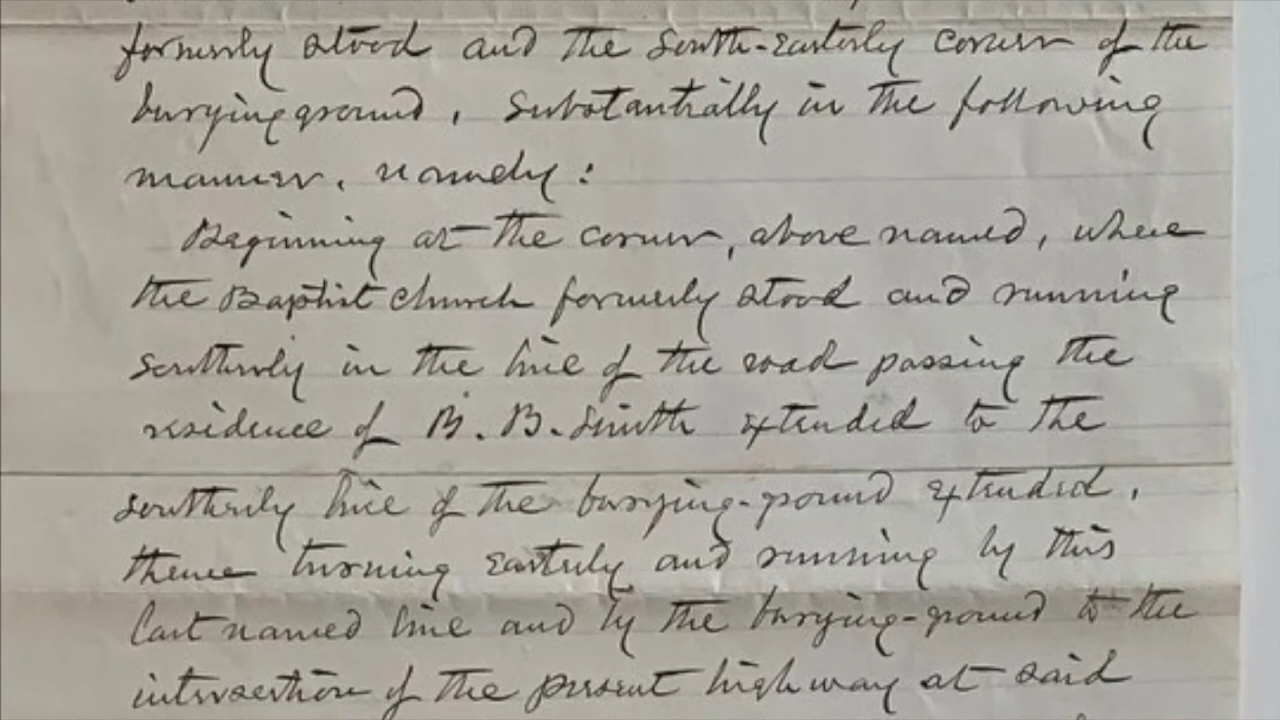 formerly stood and the South-easterly corner of the
burying ground, substantially in the following
manner, namely:
Beginning at the corner, above named, where
the Baptist church formerly stood and running
southerly in the line of the road passing the
residence of B. B. Smith extended to the
southerly line of the burying-ground extended,
thence turning easterly and running by this
last named line and by the burying-ground to the
intersection of the present highway at said